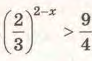 (2/3)^{2-x} > 9/4